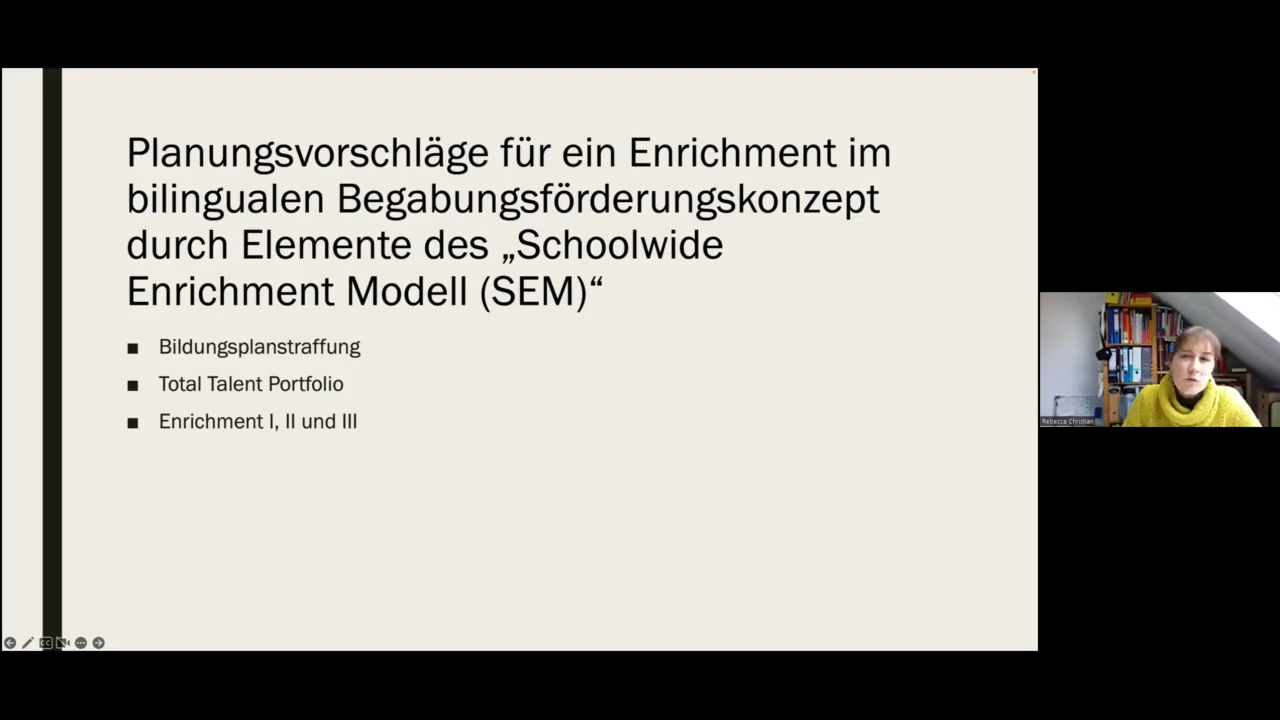 Planungsvorschläge für ein Enrichment im
bilingualen Begabungsförderungskonzept
durch Elemente des „Schoolwide
Enrichment Modell (SEM)“
■ Bildungsplanstraffung
■ Total Talent Portfolio
■ Enrichment I, II und III
CC
Rebecca Christian